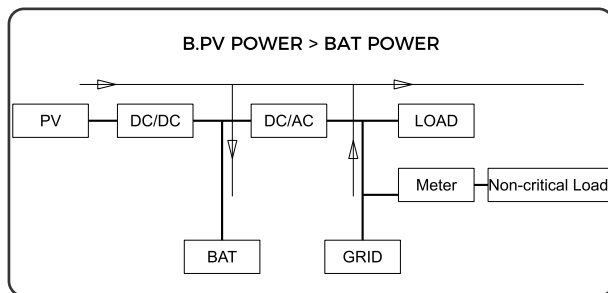 B.PV POWER > BAT POWER
PV
DC/DC
DC/AC
LOAD
Meter
Non-critical Load
BAT
GRID